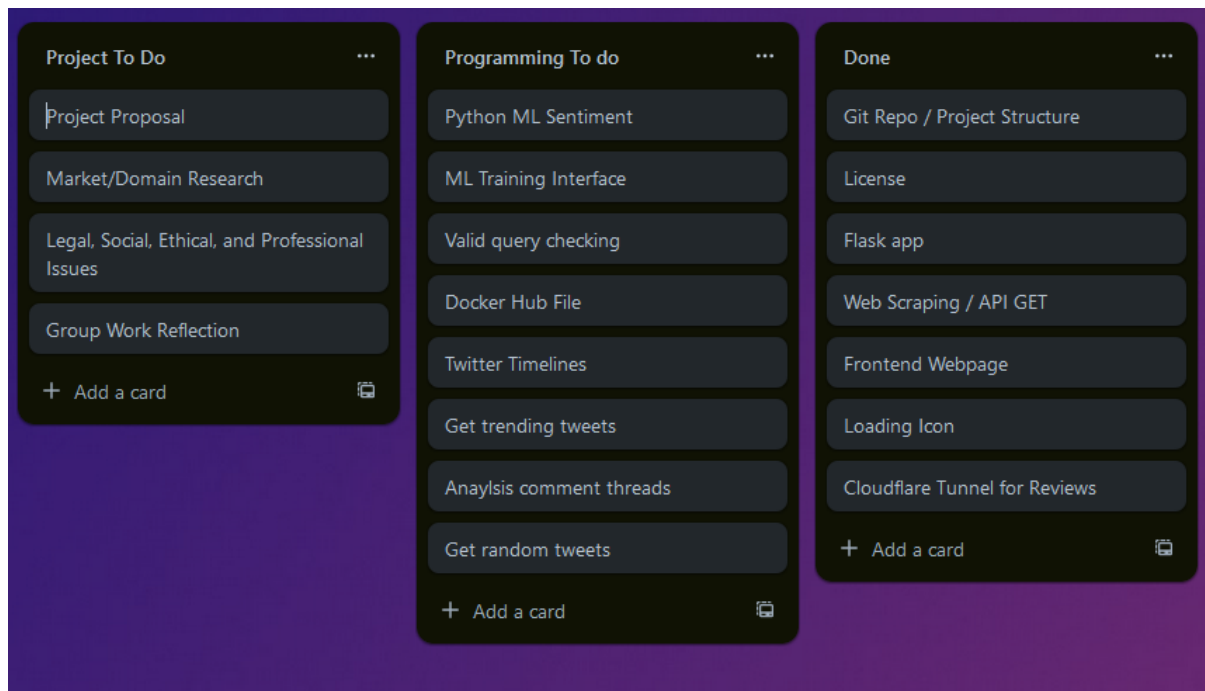 Project To Do
Project Proposal
Market/Domain Research
Legal, Social, Ethical, and Professional
Issues
Group Work Reflection
Add a card
Programming To do
Python ML Sentiment
ML Training Interface
Valid query checking
Docker Hub File
Twitter Timelines
Get trending tweets
Anaylsis comment threads
Get random tweets
Add a card
Done
Git Repo / Project Structure
License
Flask app
Web Scraping / API GET
Frontend Webpage
Loading Icon
Cloudflare Tunnel for Reviews
Add a card